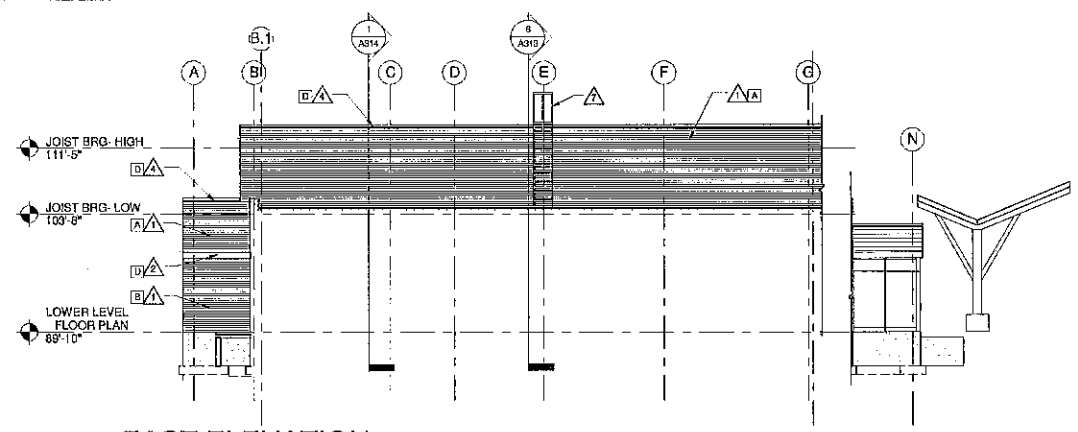 B.1
1
A314
6
A313
A
B
C
D
E
F
G
N
D 4
7
1 A
JOIST BRG- HIGH
111'-5"
D 4
JOIST BRG- LOW
103'-8"
A 1
D 2
B 1
LOWER LEVEL
FLOOR PLAN
89'-10"